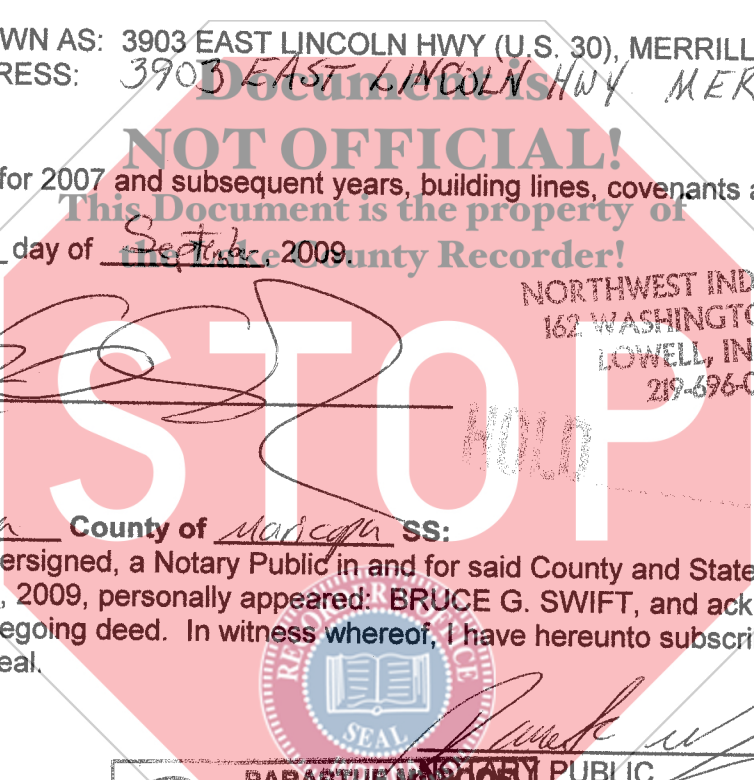 WN AS: 3903 EAST LINCOLN HWY (U.S. 30), MERRILL
RESS: 3903 EAST LINCOLN HWY MER
Document is
NOT OFFICIAL!
for 2007 and subsequent years, building lines, covenants a
This Document is the property of
day of September, 2009.
the Lake County Recorder!
NORTHWEST IND
162 WASHINGTO
LOWELL, IN
219-696-0
STOP
HOLD
County of Maricopa SS:
ersigned, a Notary Public in and for said County and State
, 2009, personally appeared: BRUCE G. SWIFT, and ack
egoing deed. In witness whereof, I have hereunto subscri
eal.
RECORDER'S OFFICE
SEAL
NOTARY PUBLIC